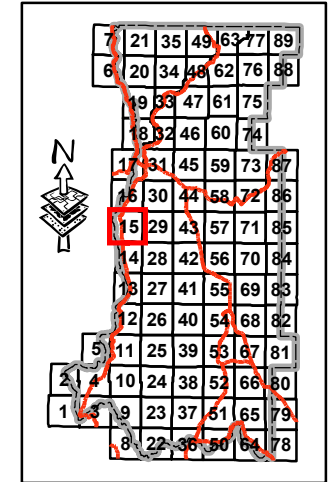 7 21 35 49 63 77 89
6 20 34 48 62 76 88
19 33 47 61 75
18 32 46 60 74
N
17 31 45 59 73 87
16 30 44 58 72 86
15 29 43 57 71 85
14 28 42 56 70 84
13 27 41 55 69 83
12 26 40 54 68 82
5 11 25 39 53 67 81
2 4 10 24 38 52 66 80
1 3 9 23 37 51 65 79
8 22 36 50 64 78